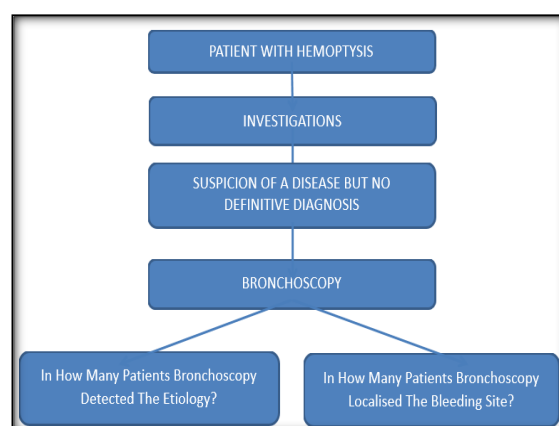 PATIENT WITH HEMOPTYSIS
INVESTIGATIONS
SUSPICION OF A DISEASE BUT NO
DEFINITIVE DIAGNOSIS
BRONCHOSCOPY
In How Many Patients Bronchoscopy
Detected The Etiology?
In How Many Patients Bronchoscopy
Localised The Bleeding Site?